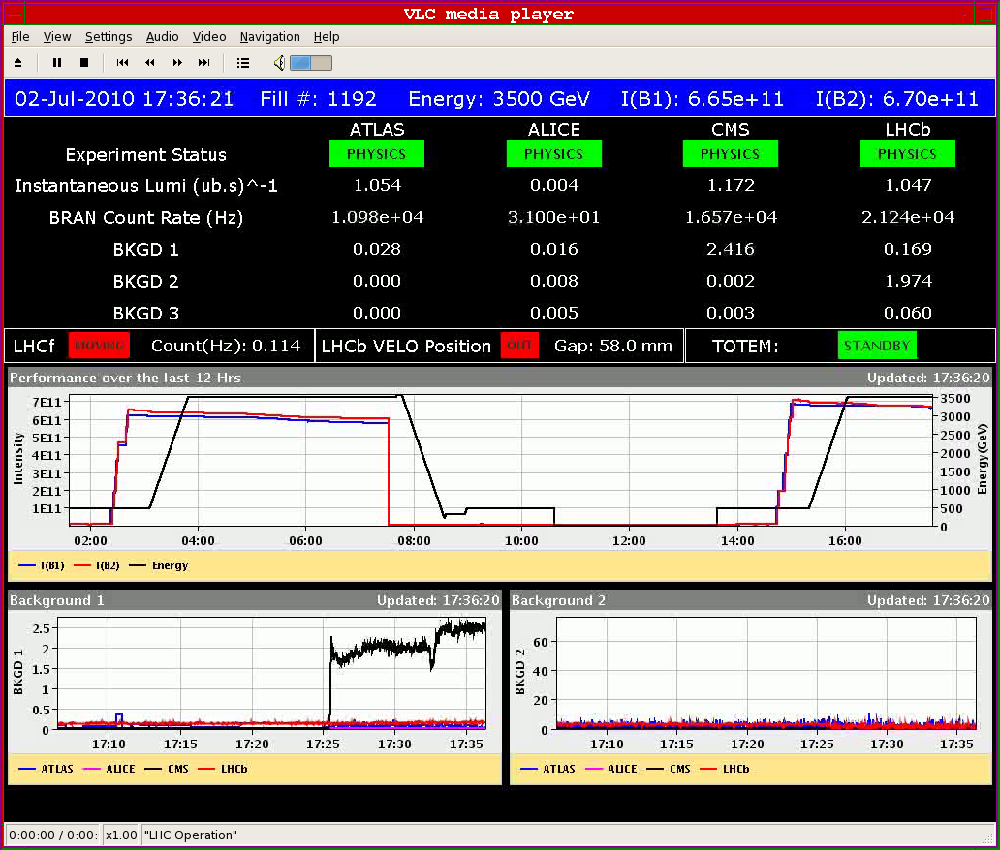 VLC media player
File View Settings Audio Video Navigation Help
02-Jul-2010 17:36:21 Fill #: 1192 Energy: 3500 GeV I(B1): 6.65e+11 I(B2): 6.70e+11
ATLAS ALICE CMS LHCb
Experiment Status PHYSICS PHYSICS PHYSICS PHYSICS
Instantaneous Lumi (ub.s)^-1 1.054 0.004 1.172 1.047
BRAN Count Rate (Hz) 1.098e+04 3.100e+01 1.657e+04 2.124e+04
BKGD 1 0.028 0.016 2.416 0.169
BKGD 2 0.000 0.008 0.002 1.974
BKGD 3 0.000 0.005 0.003 0.060
LHCf MOVING Count(Hz): 0.114 LHCb VELO Position OUT Gap: 58.0 mm TOTEM: STANDBY
Performance over the last 12 Hrs Updated: 17:36:20
Intensity
7E11
6E11
5E11
4E11
3E11
2E11
1E11
3500
3000
2500
2000
1500
1000
500
0
Energy(GeV)
02:00 04:00 06:00 08:00 10:00 12:00 14:00 16:00
I(B1) I(B2) Energy
Background 1 Updated: 17:36:20
BKGD 1
2.5
2
1.5
1
0.5
0
17:10 17:15 17:20 17:25 17:30 17:35
ATLAS ALICE CMS LHCb
Background 2 Updated: 17:36:20
BKGD 2
60
40
20
0
17:10 17:15 17:20 17:25 17:30 17:35
ATLAS ALICE CMS LHCb
0:00:00 / 0:00: x1.00 "LHC Operation"